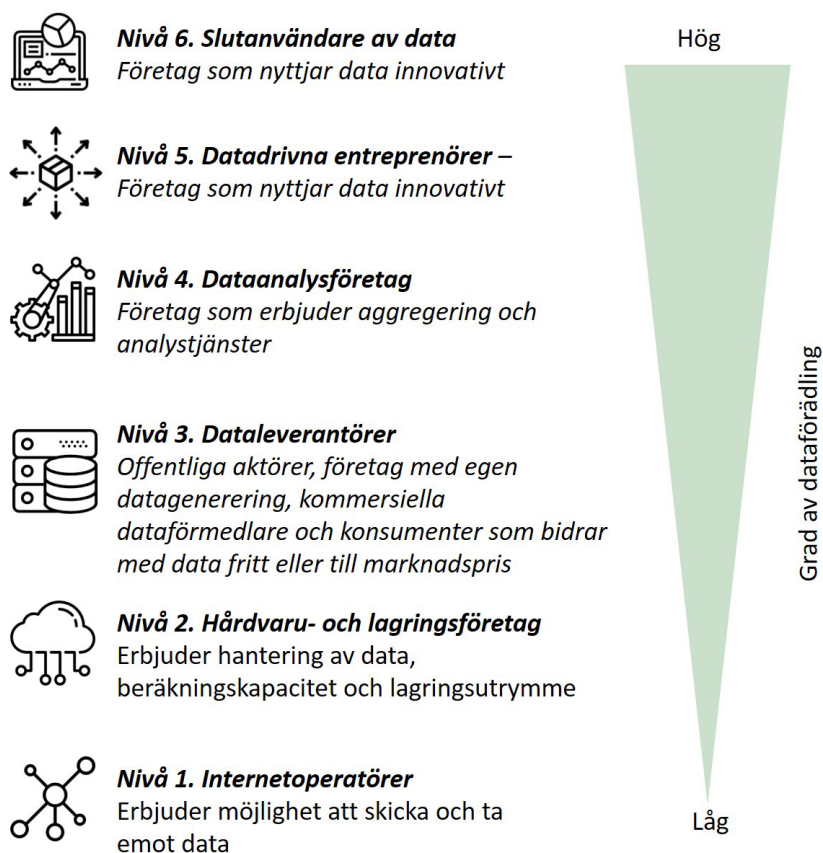 Nivå 6. Slutanvändare av data
Företag som nyttjar data innovativt
Hög
Nivå 5. Datadrivna entreprenörer –
Företag som nyttjar data innovativt
Nivå 4. Dataanalysföretag
Företag som erbjuder aggregering och
analystjänster
Nivå 3. Dataleverantörer
Offentliga aktörer, företag med egen
datagenerering, kommersiella
dataförmedlare och konsumenter som bidrar
med data fritt eller till marknadspris
Grad av dataförädling
Nivå 2. Hårdvaru- och lagringsföretag
Erbjuder hantering av data,
beräkningskapacitet och lagringsutrymme
Nivå 1. Internetoperatörer
Erbjuder möjlighet att skicka och ta
emot data
Låg